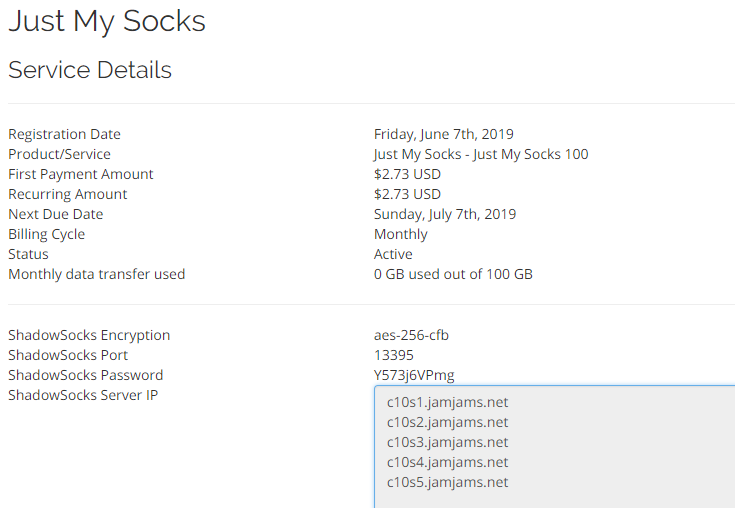 Just My Socks
Service Details
Registration Date Friday, June 7th, 2019
Product/Service Just My Socks - Just My Socks 100
First Payment Amount $2.73 USD
Recurring Amount $2.73 USD
Next Due Date Sunday, July 7th, 2019
Billing Cycle Monthly
Status Active
Monthly data transfer used 0 GB used out of 100 GB
ShadowSocks Encryption aes-256-cfb
ShadowSocks Port 13395
ShadowSocks Password Y573j6VPmg
ShadowSocks Server IP c10s1.jamjams.net
c10s2.jamjams.net
c10s3.jamjams.net
c10s4.jamjams.net
c10s5.jamjams.net